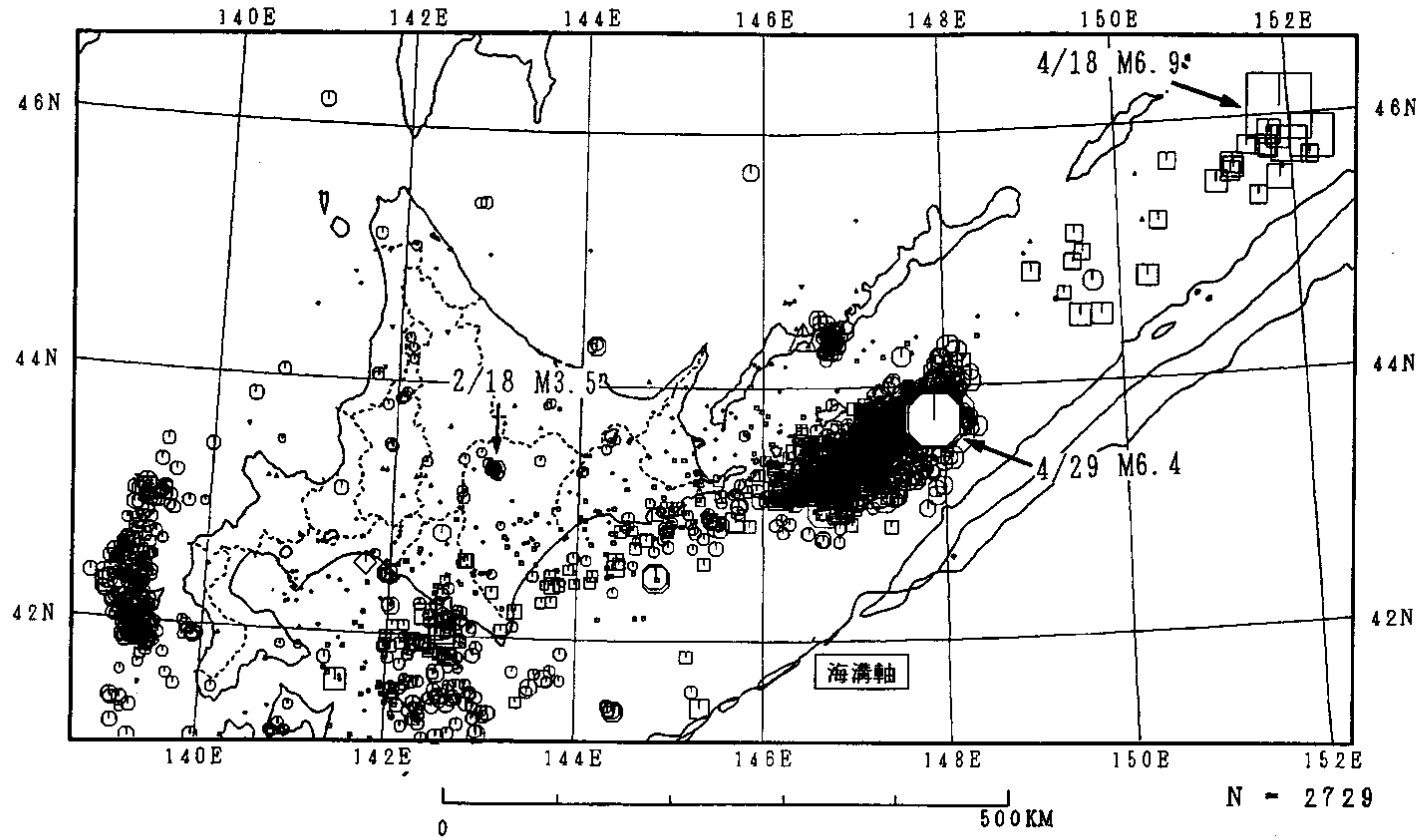 140E 142E 144E 146E 148E 150E 152E
4/18 M6.9
46N 46N
44N 44N
2/18 M3.5
4/29 M6.4
42N 42N
海溝軸
140E 142E 144E 146E 148E 150E 152E
N = 2729
0 500KM